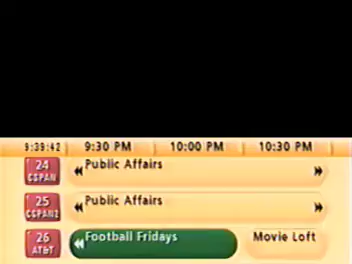 9:39:42 9:30 PM 10:00 PM 10:30 PM
24 Public Affairs
CSPAN
25 Public Affairs
CSPAN2
26 Football Fridays Movie Loft
AT&T